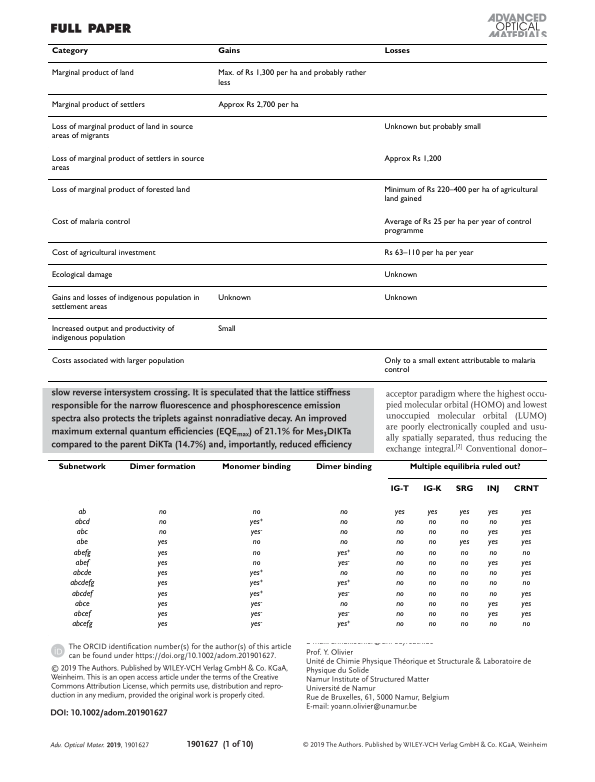 FULL PAPER
ADVANCED
OPTICAL
MATERIALS
Category Gains Losses
Marginal product of land Max. of Rs 1,300 per ha and probably rather
less
Marginal product of settlers Approx Rs 2,700 per ha
Loss of marginal product of land in source Unknown but probably small
areas of migrants
Loss of marginal product of settlers in source Approx Rs 1,200
areas
Loss of marginal product of forested land Minimum of Rs 220–400 per ha of agricultural
land gained
Cost of malaria control Average of Rs 25 per ha per year of control
programme
Cost of agricultural investment Rs 63–110 per ha per year
Ecological damage Unknown
Gains and losses of indigenous population in Unknown Unknown
settlement areas
Increased output and productivity of Small
indigenous population
Costs associated with larger population Only to a small extent attributable to malaria
control
slow reverse intersystem crossing. It is speculated that the lattice stiffness
responsible for the narrow fluorescence and phosphorescence emission
spectra also protects the triplets against nonradiative decay. An improved
maximum external quantum efficiencies (EQEmax) of 21.1% for Mes3DIKTa
compared to the parent DiKTa (14.7%) and, importantly, reduced efficiency
acceptor paradigm where the highest occu-
pied molecular orbital (HOMO) and lowest
unoccupied molecular orbital (LUMO)
are poorly electronically coupled and usu-
ally spatially separated, thus reducing the
exchange integral.[2] Conventional donor–
Subnetwork Dimer formation Monomer binding Dimer binding Multiple equilibria ruled out?
IG-T IG-K SRG INJ CRNT
ab no no no yes yes yes yes yes
abcd no yes+ no no no no no yes
abc no yes- no no no no yes yes
abe yes no no no no yes yes yes
abefg yes no yes+ no no no no no
abef yes no yes- no no no yes yes
abcde yes yes+ no no no no no yes
abcdefg yes yes+ yes+ no no no no no
abcdef yes yes+ yes- no no no no yes
abce yes yes- no no no no yes yes
abcef yes yes- yes- no no no yes yes
abcefg yes yes- yes+ no no no no no
The ORCID identification number(s) for the author(s) of this article
can be found under https://doi.org/10.1002/adom.201901627.
© 2019 The Authors. Published by WILEY-VCH Verlag GmbH & Co. KGaA,
Weinheim. This is an open access article under the terms of the Creative
Commons Attribution License, which permits use, distribution and repro-
duction in any medium, provided the original work is properly cited.
DOI: 10.1002/adom.201901627
Prof. Y. Olivier
Unité de Chimie Physique Théorique et Structurale & Laboratoire de
Physique du Solide
Namur Institute of Structured Matter
Université de Namur
Rue de Bruxelles, 61, 5000 Namur, Belgium
E-mail: yoann.olivier@unamur.be
Adv. Optical Mater. 2019, 1901627 1901627 (1 of 10) © 2019 The Authors. Published by WILEY-VCH Verlag GmbH & Co. KGaA, Weinheim